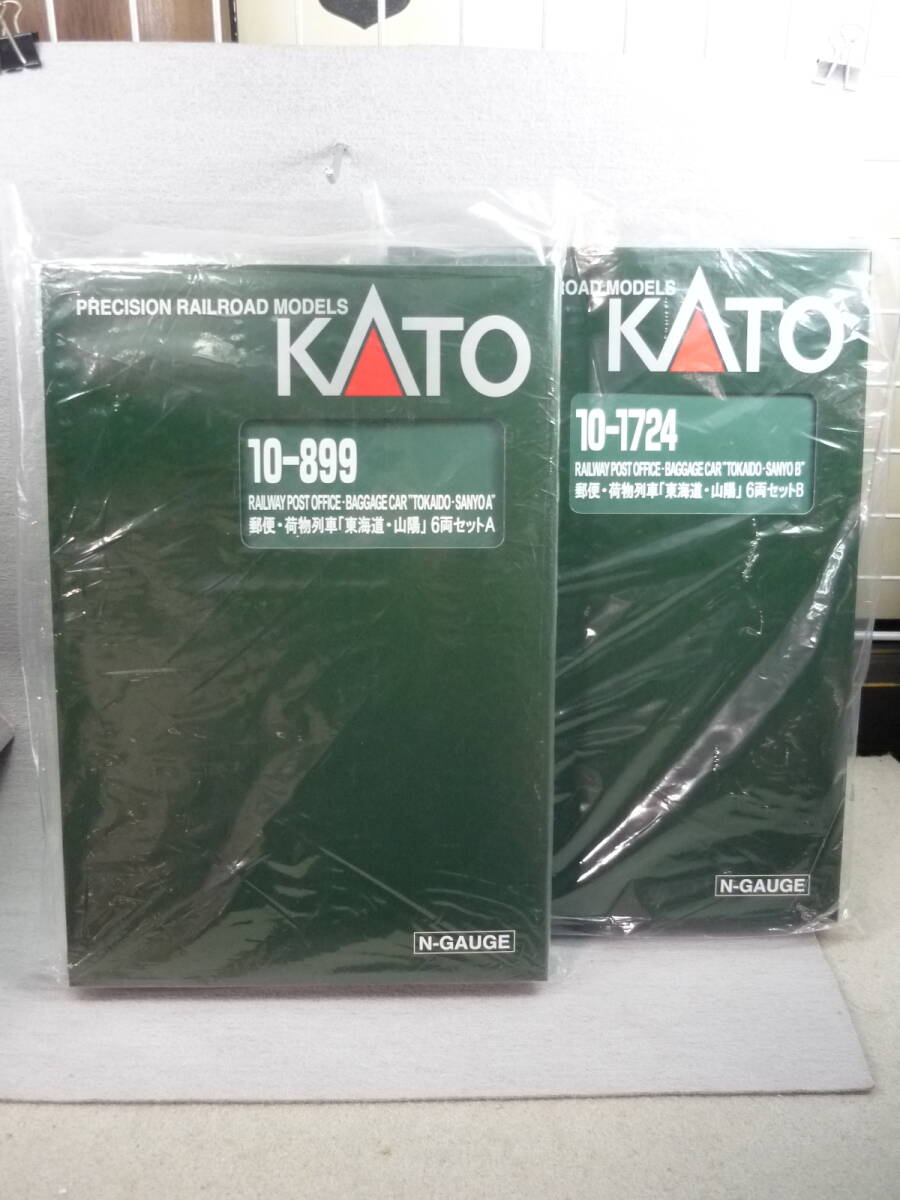 PRECISION RAILROAD MODELS
KATO
10-899
RAILWAY POST OFFICE・BAGGAGE CAR "TOKAIDO・SANYO A"
郵便・荷物列車「東海道・山陽」6両セットA
N-GAUGE
ROAD MODELS
KATO
10-1724
RAILWAY POST OFFICE・BAGGAGE CAR "TOKAIDO・SANYO B"
郵便・荷物列車「東海道・山陽」6両セットB
N-GAUGE